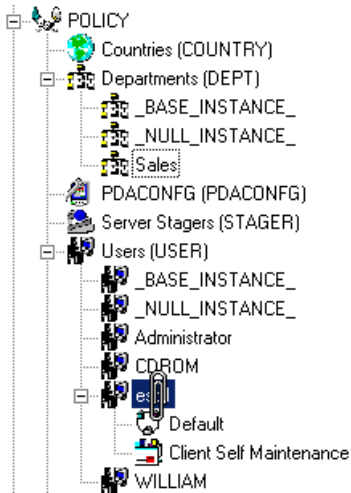 POLICY
Countries (COUNTRY)
Departments (DEPT)
_BASE_INSTANCE_
_NULL_INSTANCE_
Sales
PDACONFG (PDACONFG)
Server Stagers (STAGER)
Users (USER)
_BASE_INSTANCE_
_NULL_INSTANCE_
Administrator
CDROM
Default
Client Self Maintenance
WILLIAM